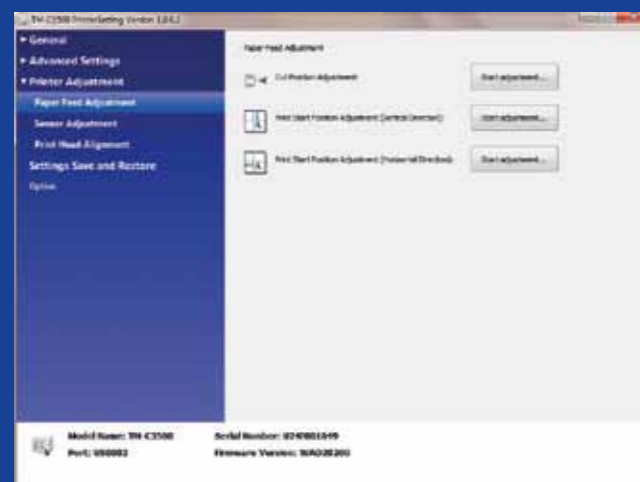 TM-C3500 PrinterSetting Version 1.0.4.2
General
Advanced Settings
Printer Adjustment
Paper Feed Adjustment
Sensor Adjustment
Print Head Alignment
Settings Save and Restore
Option
Paper Feed Adjustment
Cut Position Adjustment
Start adjustment...
Print Start Position Adjustment (Vertical Direction)
Start adjustment...
Print Start Position Adjustment (Horizontal Direction)
Start adjustment...
Model Name: TM-C3500
Serial Number:
Port: USB002
Firmware Version: